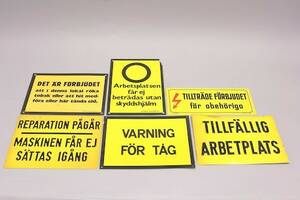 DET ÄR FÖRBJUDET
att i denna lokal röka
tobak eller att hit med-
föra eller här tända eld.
Arbetsplatsen
får ej
beträdas utan
skyddshjälm
TILLTRÄDE FÖRBJUDET
för obehöriga
REPARATION PÅGÅR
MASKINEN FÅR EJ
SÄTTAS IGÅNG
VARNING
FÖR TÅG
TILLFÄLLIG
ARBETPLATS